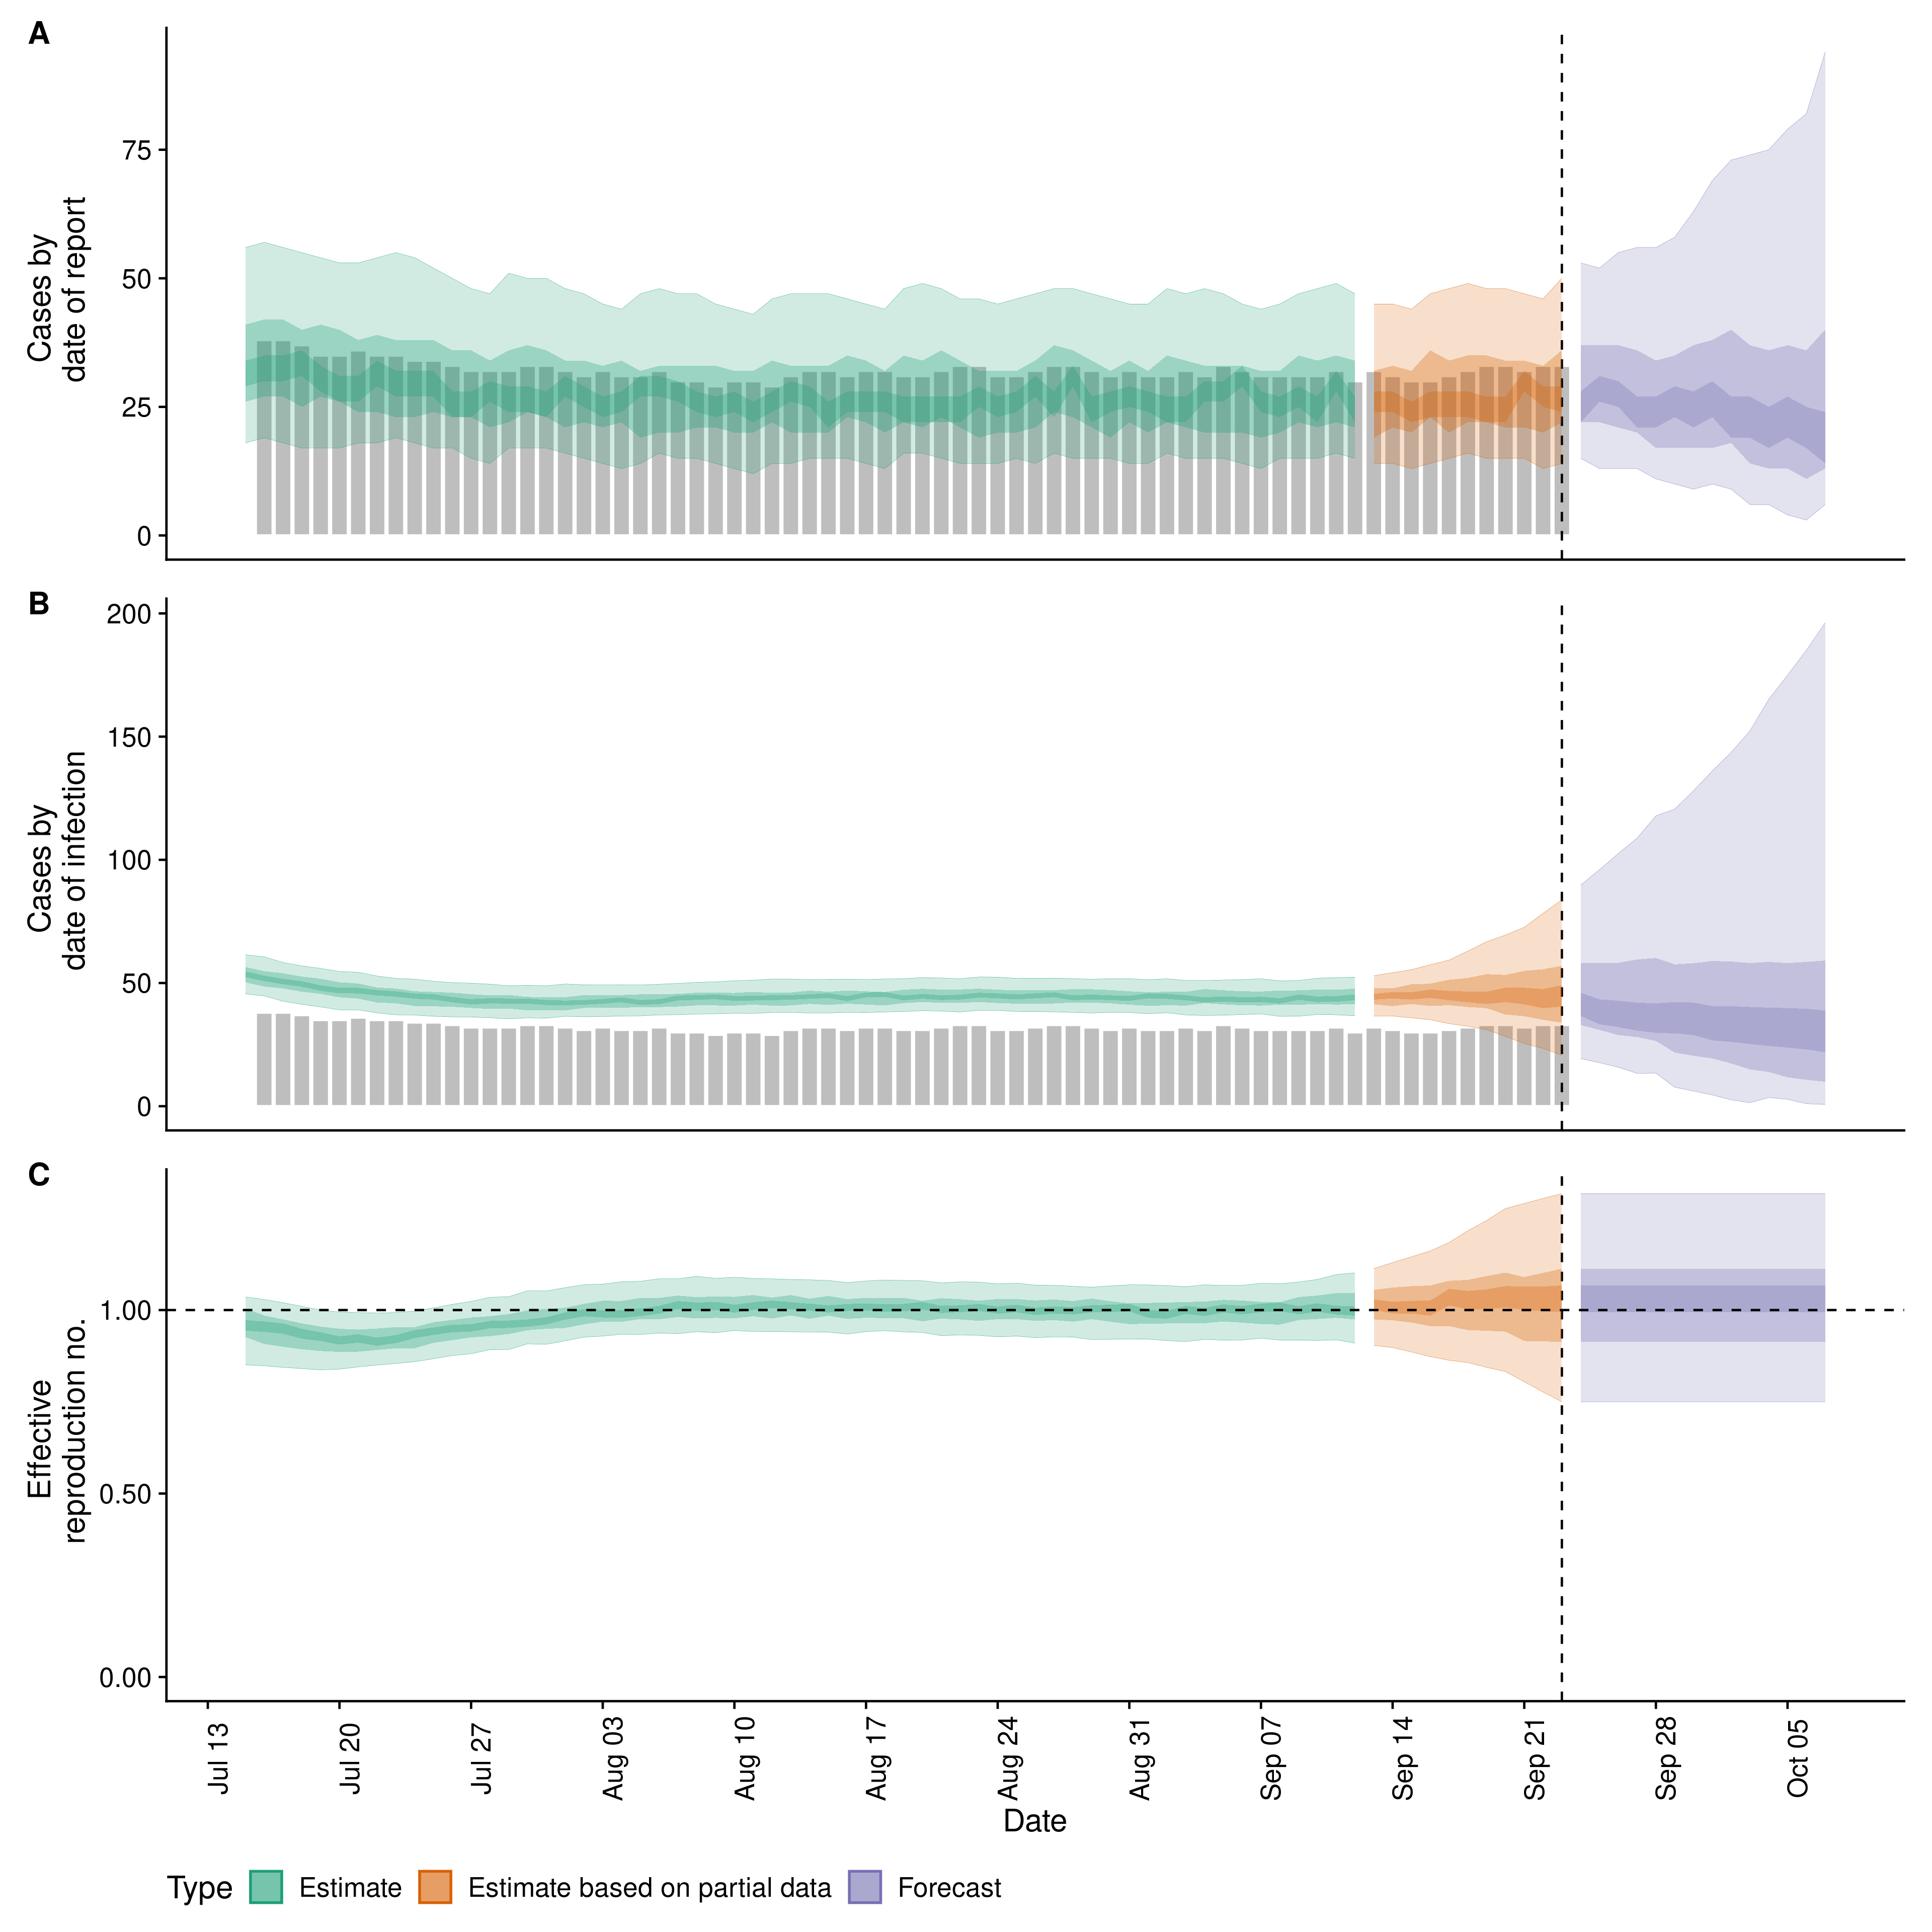 A
Cases by
date of report
75
50
25
0
B
Cases by
date of infection
200
150
100
50
0
C
Effective
reproduction no.
1.00
0.50
0.00
Jul 13
Jul 20
Jul 27
Aug 03
Aug 10
Aug 17
Aug 24
Aug 31
Sep 07
Sep 14
Sep 21
Sep 28
Oct 05
Date
Type Estimate Estimate based on partial data Forecast